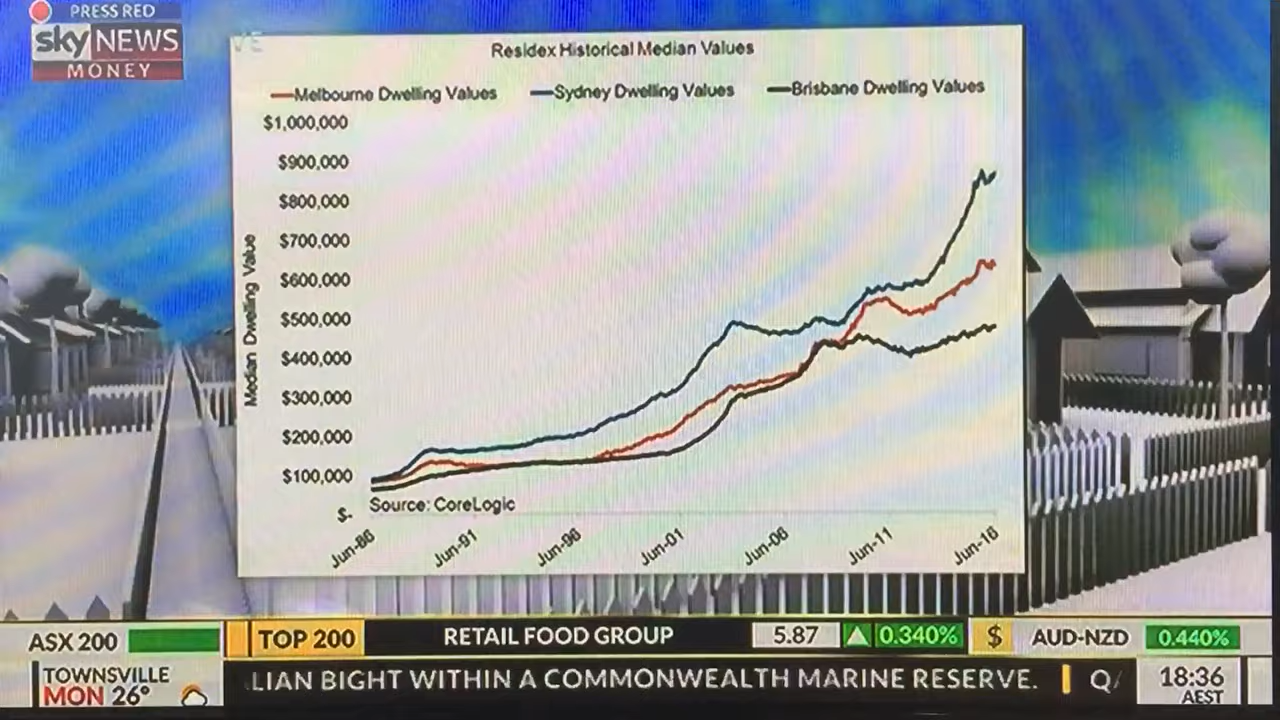 PRESS RED
sky NEWS
MONEY
Residex Historical Median Values
Melbourne Dwelling Values Sydney Dwelling Values Brisbane Dwelling Values
$1,000,000
$900,000
$800,000
$700,000
$600,000
$500,000
$400,000
$300,000
$200,000
$100,000
$-
Median Dwelling Value
Source: CoreLogic
Jun-86 Jun-91 Jun-96 Jun-01 Jun-06 Jun-11 Jun-16
ASX 200 TOP 200 RETAIL FOOD GROUP 5.87 0.340% $ AUD-NZD 0.440%
TOWNSVILLE
MON 26°
LIAN BIGHT WITHIN A COMMONWEALTH MARINE RESERVE.
18:36
AEST